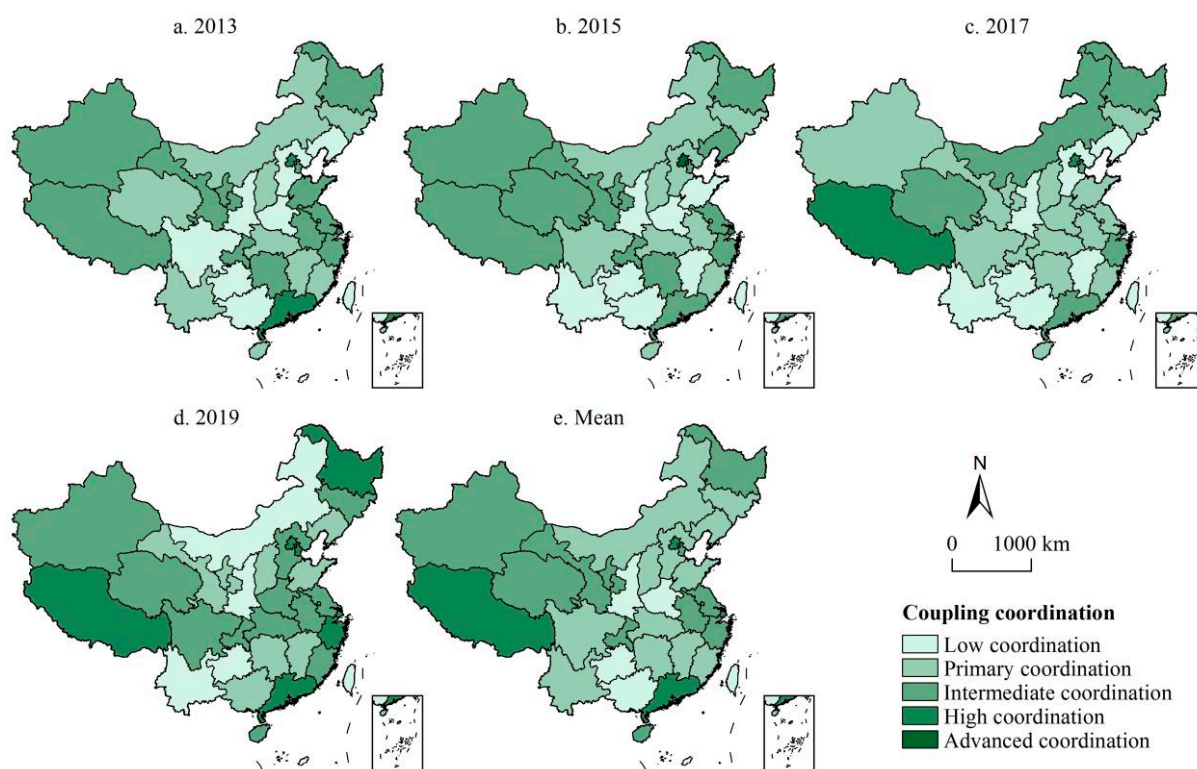 a. 2013
b. 2015
c. 2017
d. 2019
e. Mean
N
0 1000 km
Coupling coordination
Low coordination
Primary coordination
Intermediate coordination
High coordination
Advanced coordination